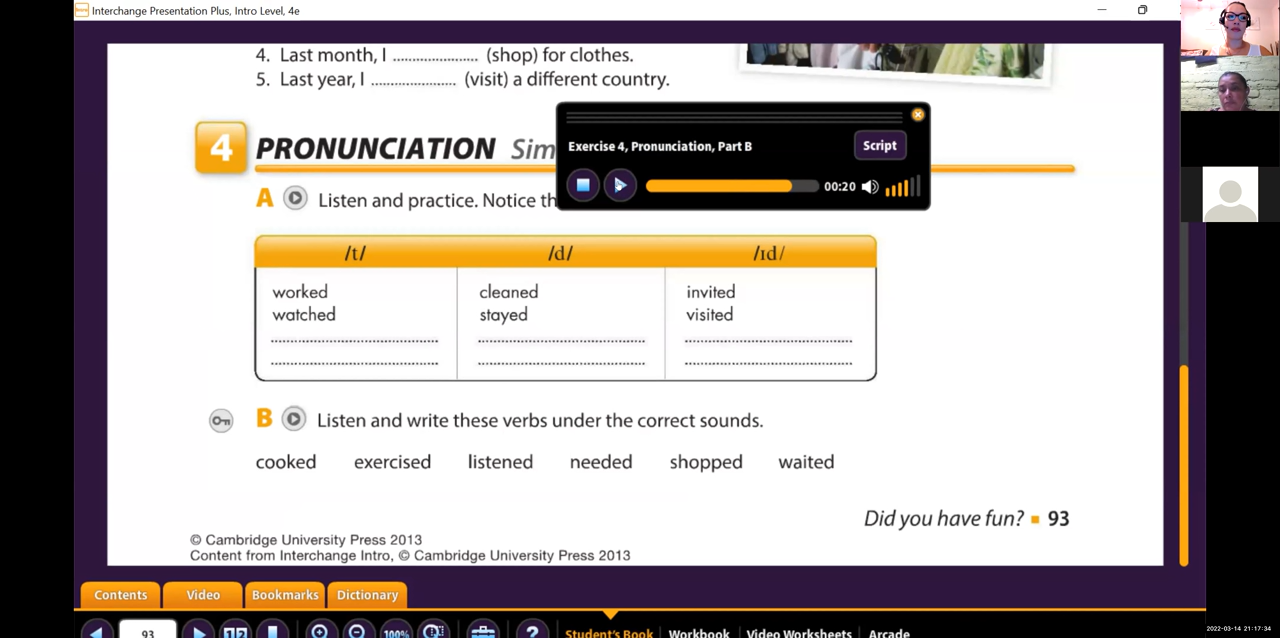 Interchange Presentation Plus, Intro Level, 4e
4. Last month, I ...................... (shop) for clothes.
5. Last year, I ...................... (visit) a different country.
4 PRONUNCIATION Sim
Exercise 4, Pronunciation, Part B
Script
00:20
A Listen and practice. Notice th
/t/ /d/ /ɪd/
worked cleaned invited
watched stayed visited
B Listen and write these verbs under the correct sounds.
cooked exercised listened needed shopped waited
Did you have fun? 93
© Cambridge University Press 2013
Content from Interchange Intro, © Cambridge University Press 2013
Contents Video Bookmarks Dictionary
93 1 2 100% ? Student's Book Workbook Video Worksheets Arcade
2022-03-14 21:17:34